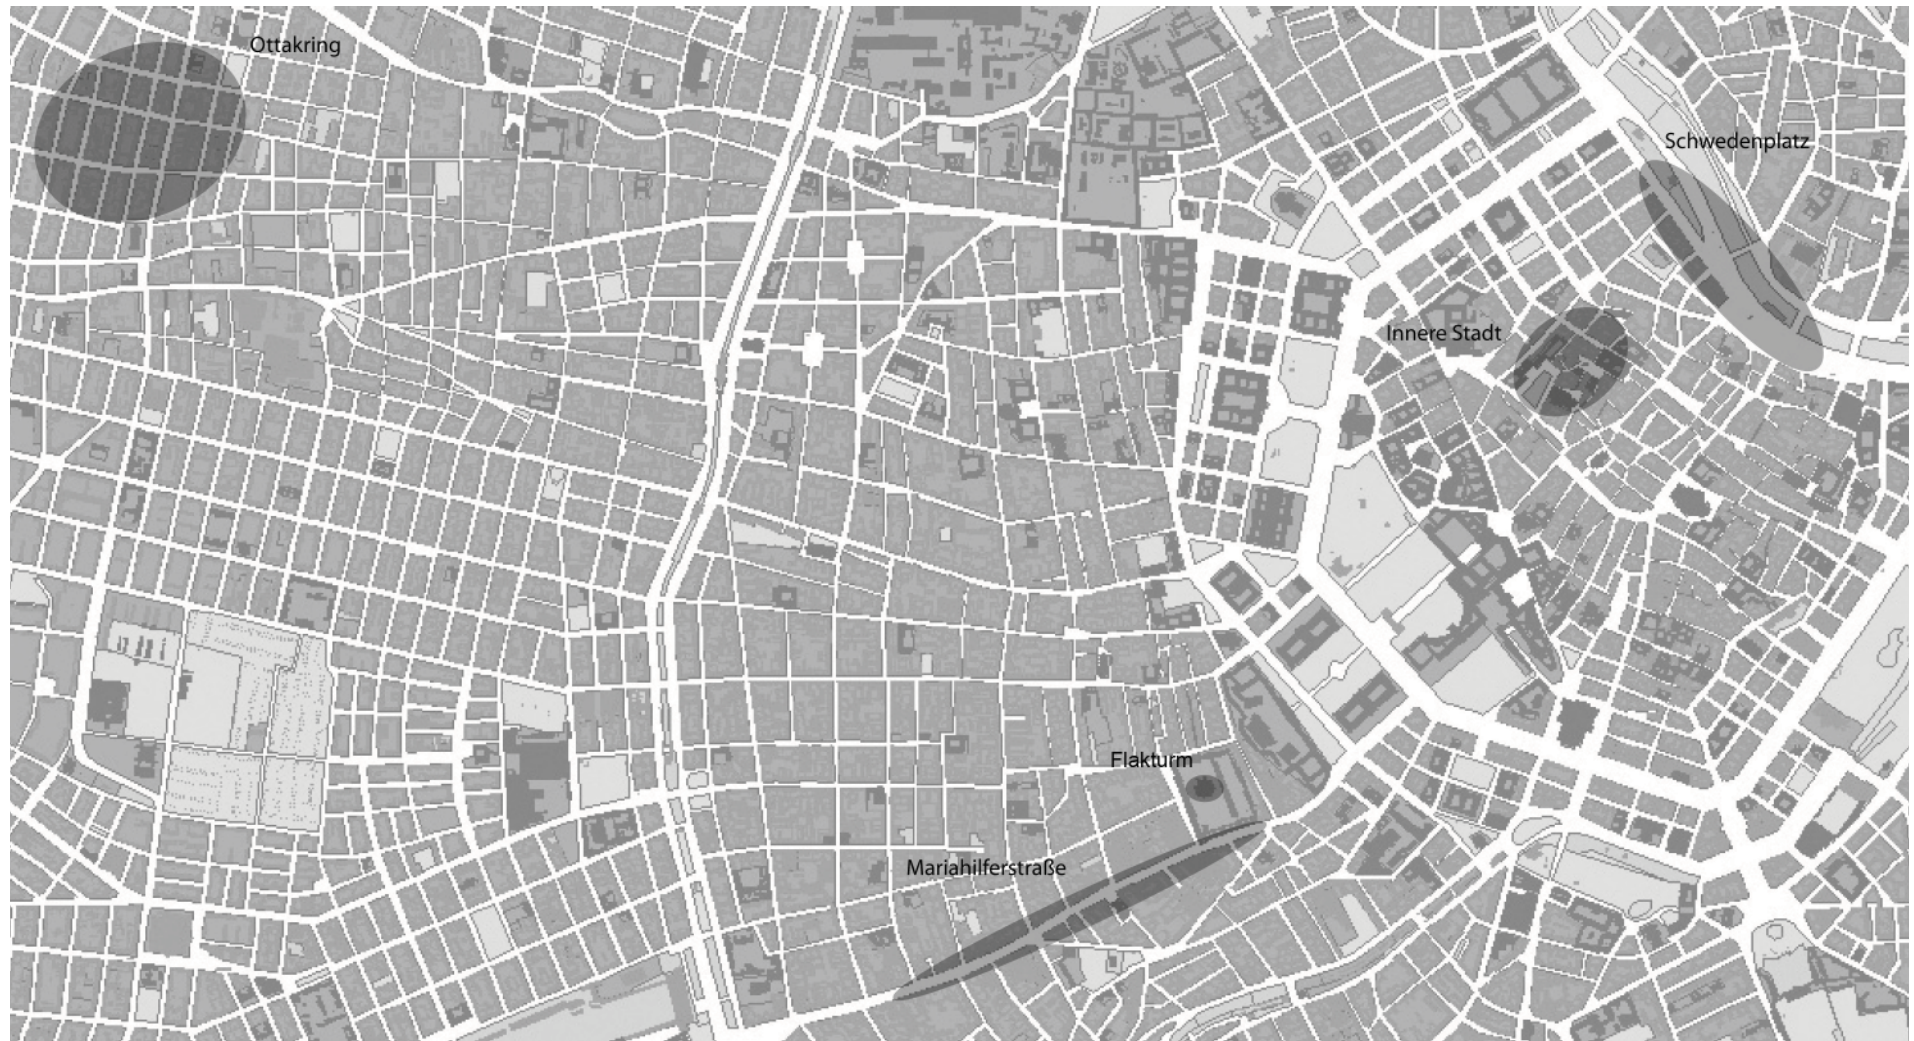 Ottakring
Schwedenplatz
Innere Stadt
Flakturm
Mariahilferstraße